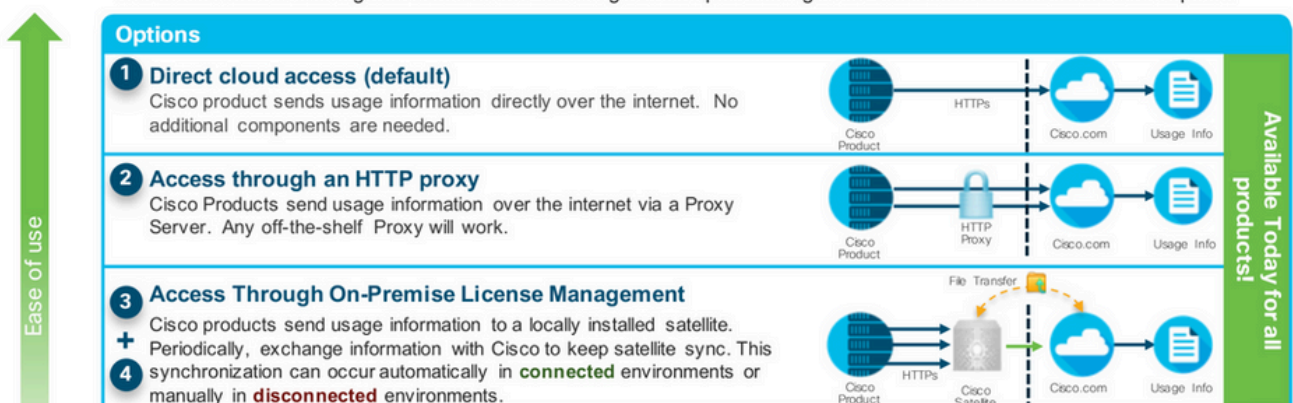 Options
1 Direct cloud access (default)
Cisco product sends usage information directly over the internet. No
additional components are needed.
HTTPs
Cisco
Product
Cisco.com
Usage Info
2 Access through an HTTP proxy
Cisco Products send usage information over the internet via a Proxy
Server. Any off-the-shelf Proxy will work.
HTTP
Proxy
Cisco
Product
Cisco.com
Usage Info
3 Access Through On-Premise License Management
+
4
Cisco products send usage information to a locally installed satellite.
Periodically, exchange information with Cisco to keep satellite sync. This
synchronization can occur automatically in connected environments or
manually in disconnected environments.
File Transfer
HTTPs
Cisco
Product
Cisco
Satellite
Cisco.com
Usage Info
Ease of use
Available Today for all
products!